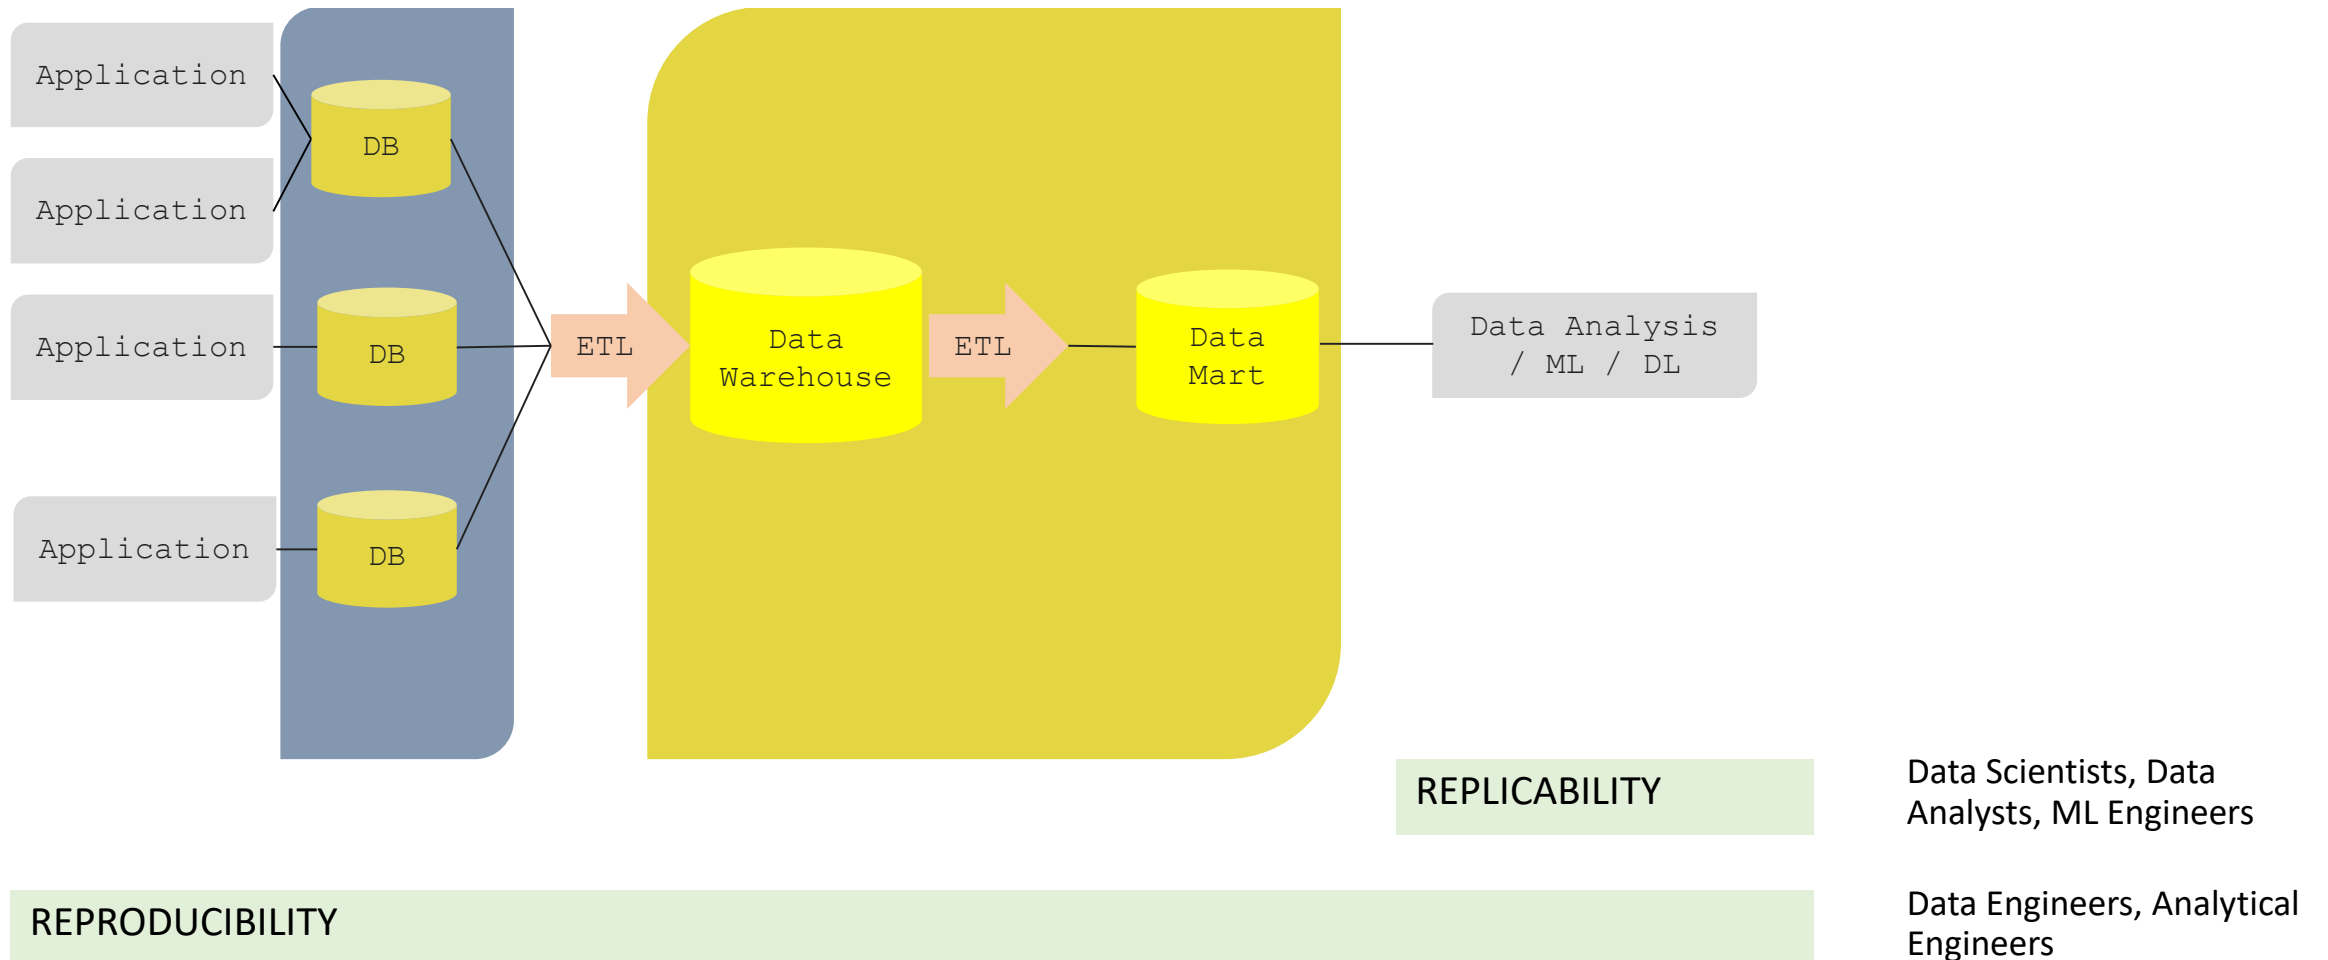 Application
DB
Application
Application
DB
Application
DB
ETL
Data
Warehouse
ETL
Data
Mart
Data Analysis
/ ML / DL
REPLICABILITY
Data Scientists, Data
Analysts, ML Engineers
REPRODUCIBILITY
Data Engineers, Analytical
Engineers